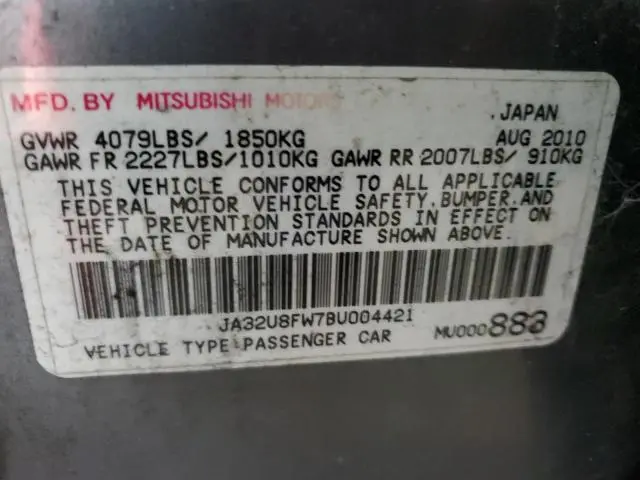 MFD. BY MITSUBISHI MOTORS
, JAPAN
GVWR 4079LBS/ 1850KG AUG 2010
GAWR FR 2227LBS/1010KG GAWR RR 2007LBS/ 910KG
THIS VEHICLE CONFORMS TO ALL APPLICABLE
FEDERAL MOTOR VEHICLE SAFETY, BUMPER, AND
THEFT PREVENTION STANDARDS IN EFFECT ON
THE DATE OF MANUFACTURE SHOWN ABOVE.
JA32U8FW7BU004421
VEHICLE TYPE:PASSENGER CAR MU000883